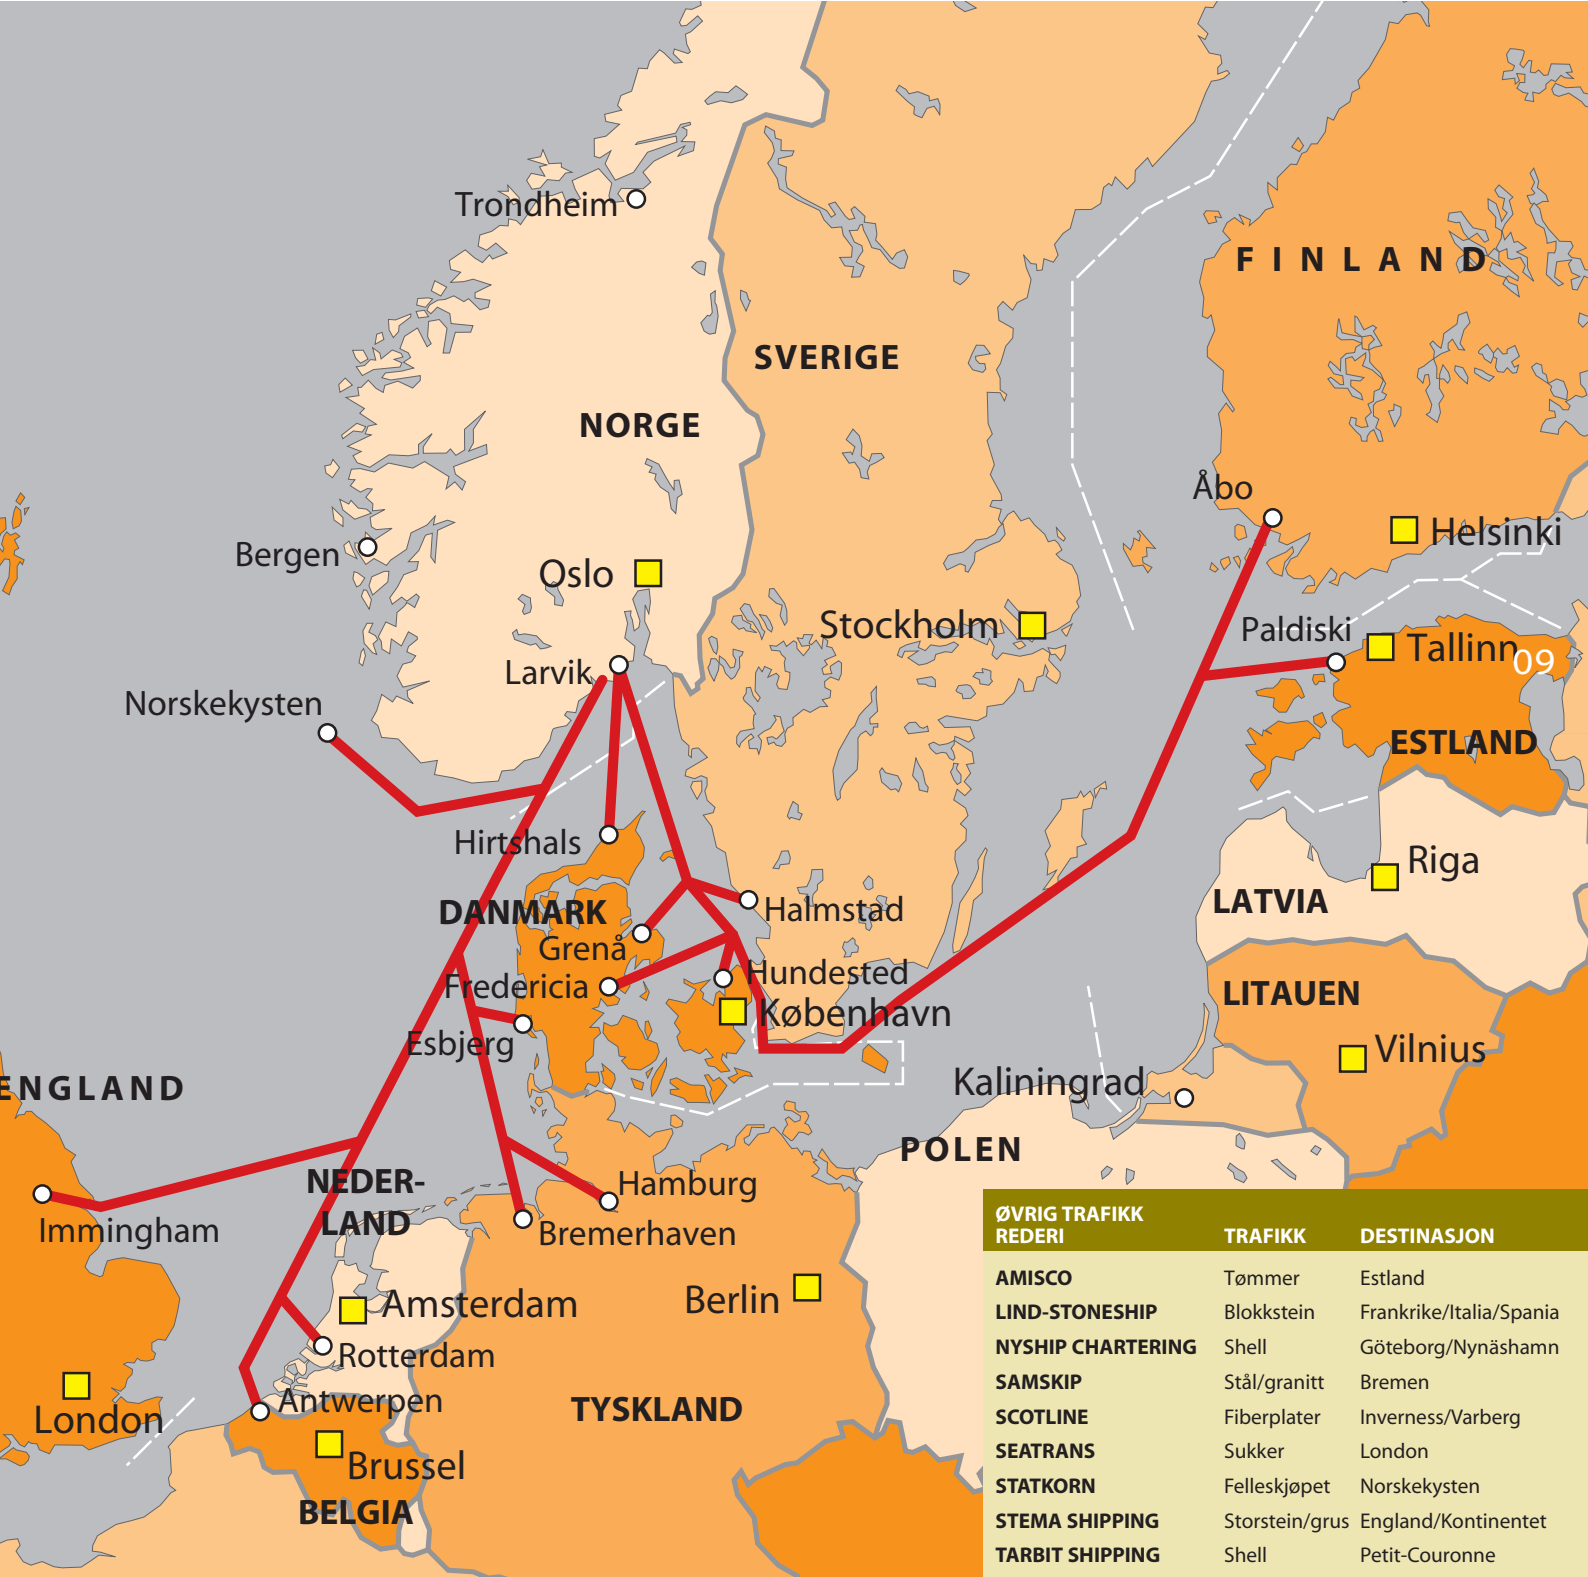 Trondheim
FINLAND
SVERIGE
NORGE
Åbo
Helsinki
Bergen
Oslo
Stockholm
Paldiski
Tallinn
09
Larvik
Norskekysten
ESTLAND
Hirtshals
Riga
LATVIA
DANMARK
Halmstad
Grenå
Hundested
Fredericia
LITAUEN
København
Esbjerg
Vilnius
ENGLAND
Kaliningrad
POLEN
NEDER-
LAND
Hamburg
Immingham
Bremerhaven
Amsterdam
Berlin
Rotterdam
Antwerpen
TYSKLAND
London
Brussel
BELGIA
ØVRIG TRAFIKK
REDERI TRAFIKK DESTINASJON
AMISCO Tømmer Estland
LIND-STONESHIP Blokkstein Frankrike/Italia/Spania
NYSHIP CHARTERING Shell Göteborg/Nynäshamn
SAMSKIP Stål/granitt Bremen
SCOTLINE Fiberplater Inverness/Varberg
SEATRANS Sukker London
STATKORN Felleskjøpet Norskekysten
STEMA SHIPPING Storstein/grus England/Kontinentet
TARBIT SHIPPING Shell Petit-Couronne